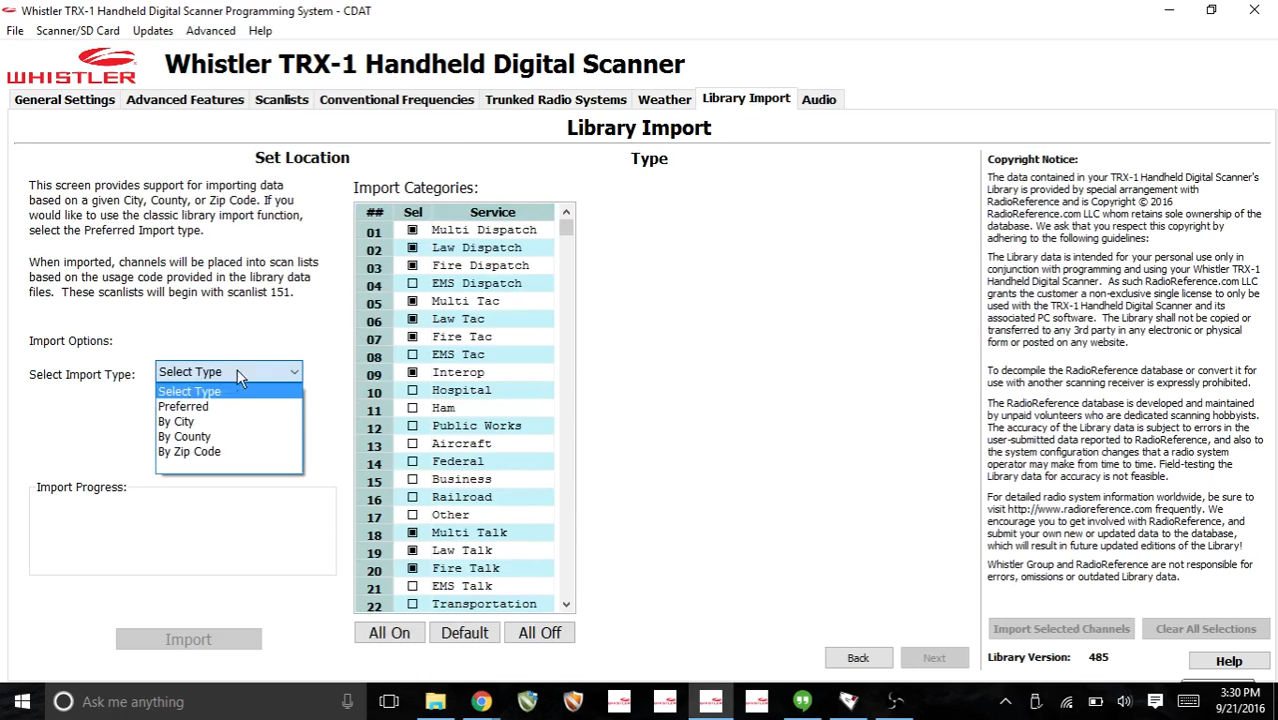 Whistler TRX-1 Handheld Digital Scanner Programming System - CDAT
File Scanner/SD Card Updates Advanced Help
WHISTLER
Whistler TRX-1 Handheld Digital Scanner
General Settings Advanced Features Scanlists Conventional Frequencies Trunked Radio Systems Weather Library Import Audio
Library Import
Set Location
This screen provides support for importing data
based on a given City, County, or Zip Code. If you
would like to use the classic library import function,
select the Preferred Import type.
When imported, channels will be placed into scan lists
based on the usage code provided in the library data
files. These scanlists will begin with scanlist 151.
Import Options:
Select Import Type: Select Type
Select Type
Preferred
By City
By County
By Zip Code
Import Progress:
Import
Type
Import Categories:
## Sel Service
01 Multi Dispatch
02 Law Dispatch
03 Fire Dispatch
04 EMS Dispatch
05 Multi Tac
06 Law Tac
07 Fire Tac
08 EMS Tac
09 Interop
10 Hospital
11 Ham
12 Public Works
13 Aircraft
14 Federal
15 Business
16 Railroad
17 Other
18 Multi Talk
19 Law Talk
20 Fire Talk
21 EMS Talk
22 Transportation
All On Default All Off
Back Next
Copyright Notice:
The data contained in your TRX-1 Handheld Digital Scanner's
Library is provided by special arrangement with
RadioReference and is Copyright © 2016
RadioReference.com LLC whom retains sole ownership of the
database. We ask that you respect this copyright by
adhering to the following guidelines:
The Library data is intended for your personal use only in
conjunction with programming and using your Whistler TRX-1
Handheld Digital Scanner. As such RadioReference.com LLC
grants the customer a non-exclusive single license to only be
used with the TRX-1 Handheld Digital Scanner and its
associated PC software. The Library shall not be copied or
transferred to any 3rd party in any electronic or physical
form or posted on any website.
To decompile the RadioReference database or convert it for
use with another scanning receiver is expressly prohibited.
The RadioReference database is developed and maintained
by unpaid volunteers who are dedicated scanning hobbyists.
The accuracy of the Library data is subject to errors in the
user-submitted data reported to RadioReference, and also to
the system configuration changes that a radio system
operator may make from time to time. Field-testing the
Library data for accuracy is not feasible.
For detailed radio system information worldwide, be sure to
visit http://www.radioreference.com frequently. We
encourage you to get involved with RadioReference, and
submit your own new or updated data to the database,
which will result in future updated editions of the Library!
Whistler Group and RadioReference are not responsible for
errors, omissions or outdated Library data.
Import Selected Channels Clear All Selections
Library Version: 485 Help
Ask me anything
3:30 PM
9/21/2016